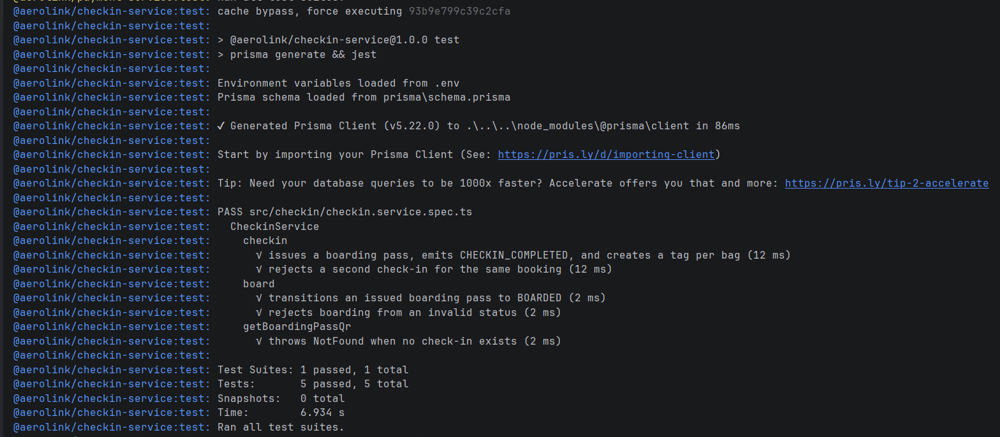 @aerolink/payment-service:test: Ran all test suites.
@aerolink/checkin-service:test: cache bypass, force executing 93b9e799c39c2cfa
@aerolink/checkin-service:test:
@aerolink/checkin-service:test: > @aerolink/checkin-service@1.0.0 test
@aerolink/checkin-service:test: > prisma generate && jest
@aerolink/checkin-service:test:
@aerolink/checkin-service:test: Environment variables loaded from .env
@aerolink/checkin-service:test: Prisma schema loaded from prisma\schema.prisma
@aerolink/checkin-service:test:
@aerolink/checkin-service:test: ✔ Generated Prisma Client (v5.22.0) to .\..\..\node_modules\@prisma\client in 86ms
@aerolink/checkin-service:test:
@aerolink/checkin-service:test: Start by importing your Prisma Client (See: https://pris.ly/d/importing-client)
@aerolink/checkin-service:test:
@aerolink/checkin-service:test: Tip: Need your database queries to be 1000x faster? Accelerate offers you that and more: https://pris.ly/tip-2-accelerate
@aerolink/checkin-service:test:
@aerolink/checkin-service:test: PASS src/checkin/checkin.service.spec.ts
@aerolink/checkin-service:test:   CheckinService
@aerolink/checkin-service:test:     checkin
@aerolink/checkin-service:test:       √ issues a boarding pass, emits CHECKIN_COMPLETED, and creates a tag per bag (12 ms)
@aerolink/checkin-service:test:       √ rejects a second check-in for the same booking (12 ms)
@aerolink/checkin-service:test:     board
@aerolink/checkin-service:test:       √ transitions an issued boarding pass to BOARDED (2 ms)
@aerolink/checkin-service:test:       √ rejects boarding from an invalid status (2 ms)
@aerolink/checkin-service:test:     getBoardingPassQr
@aerolink/checkin-service:test:       √ throws NotFound when no check-in exists (2 ms)
@aerolink/checkin-service:test:
@aerolink/checkin-service:test: Test Suites: 1 passed, 1 total
@aerolink/checkin-service:test: Tests:       5 passed, 5 total
@aerolink/checkin-service:test: Snapshots:   0 total
@aerolink/checkin-service:test: Time:        6.934 s
@aerolink/checkin-service:test: Ran all test suites.